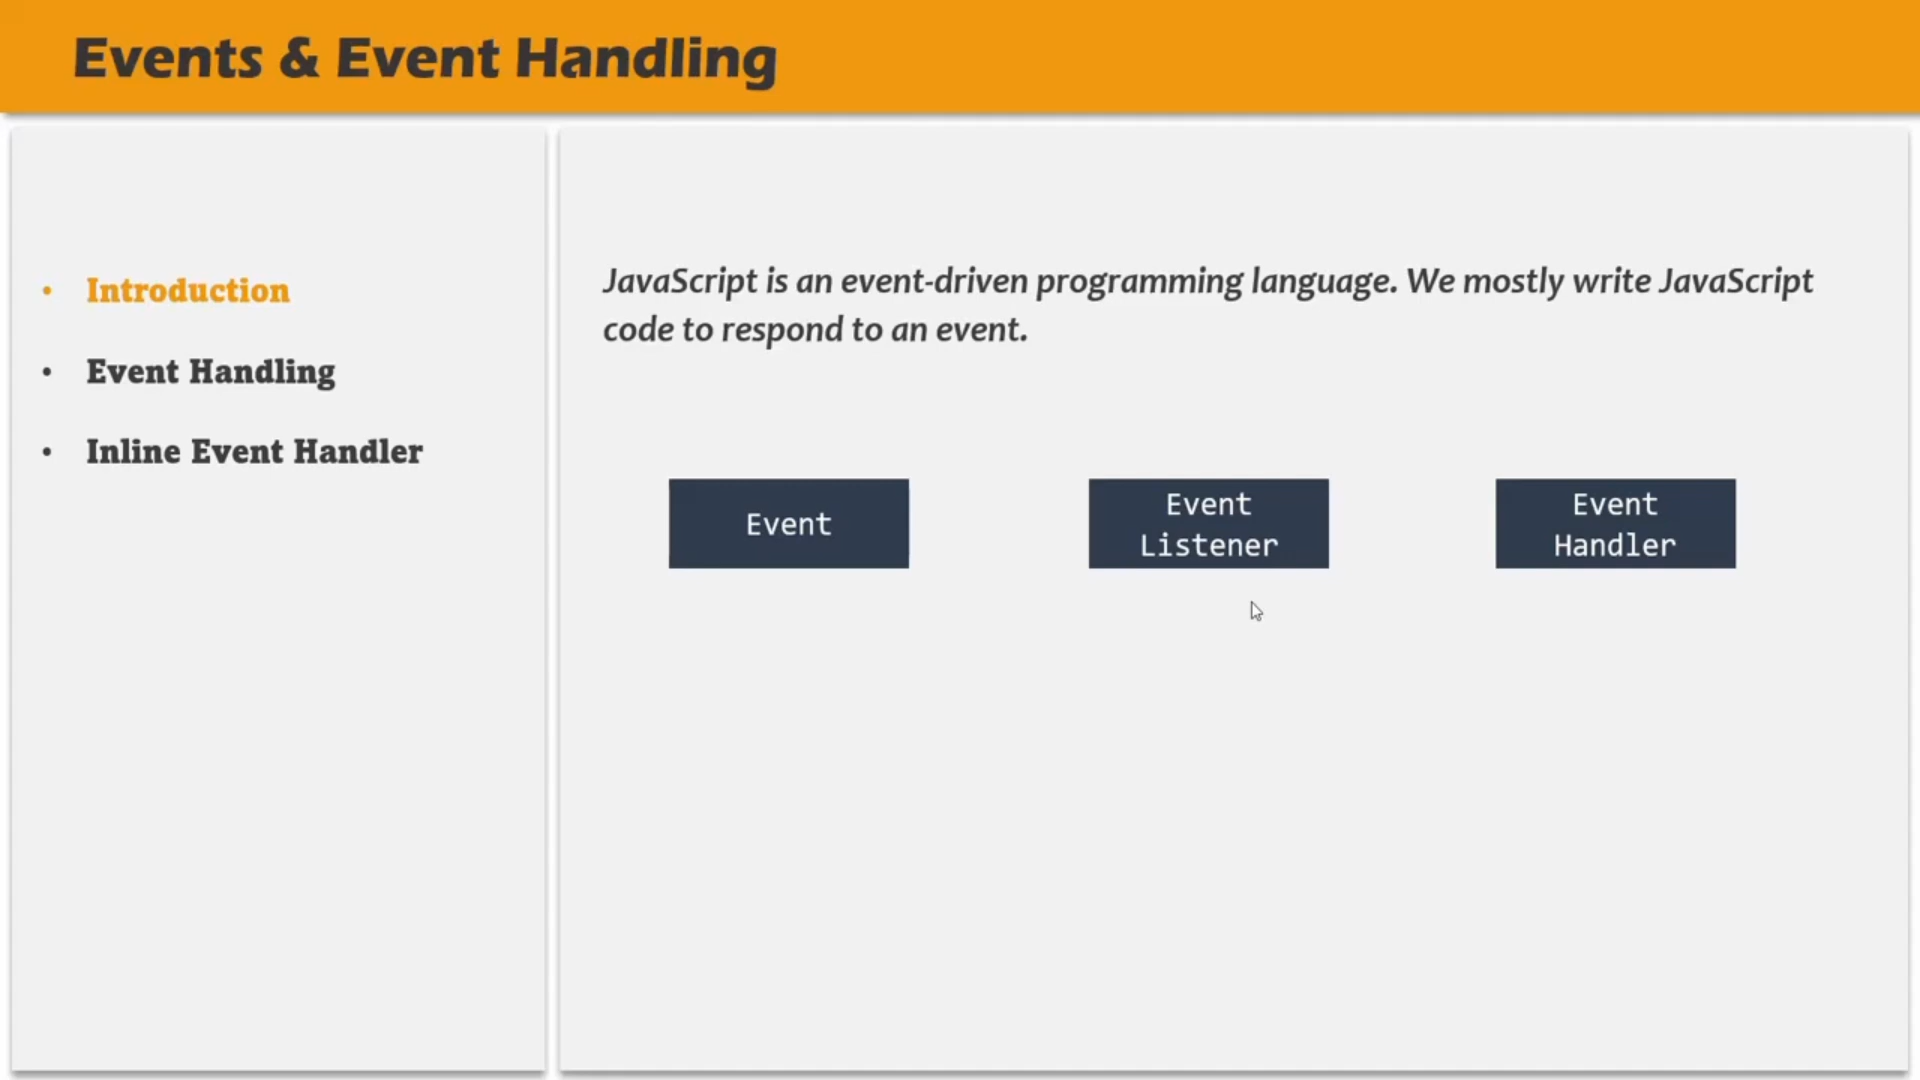 Events & Event Handling
• Introduction
• Event Handling
• Inline Event Handler
JavaScript is an event-driven programming language. We mostly write JavaScript
code to respond to an event.
Event
Event
Listener
Event
Handler